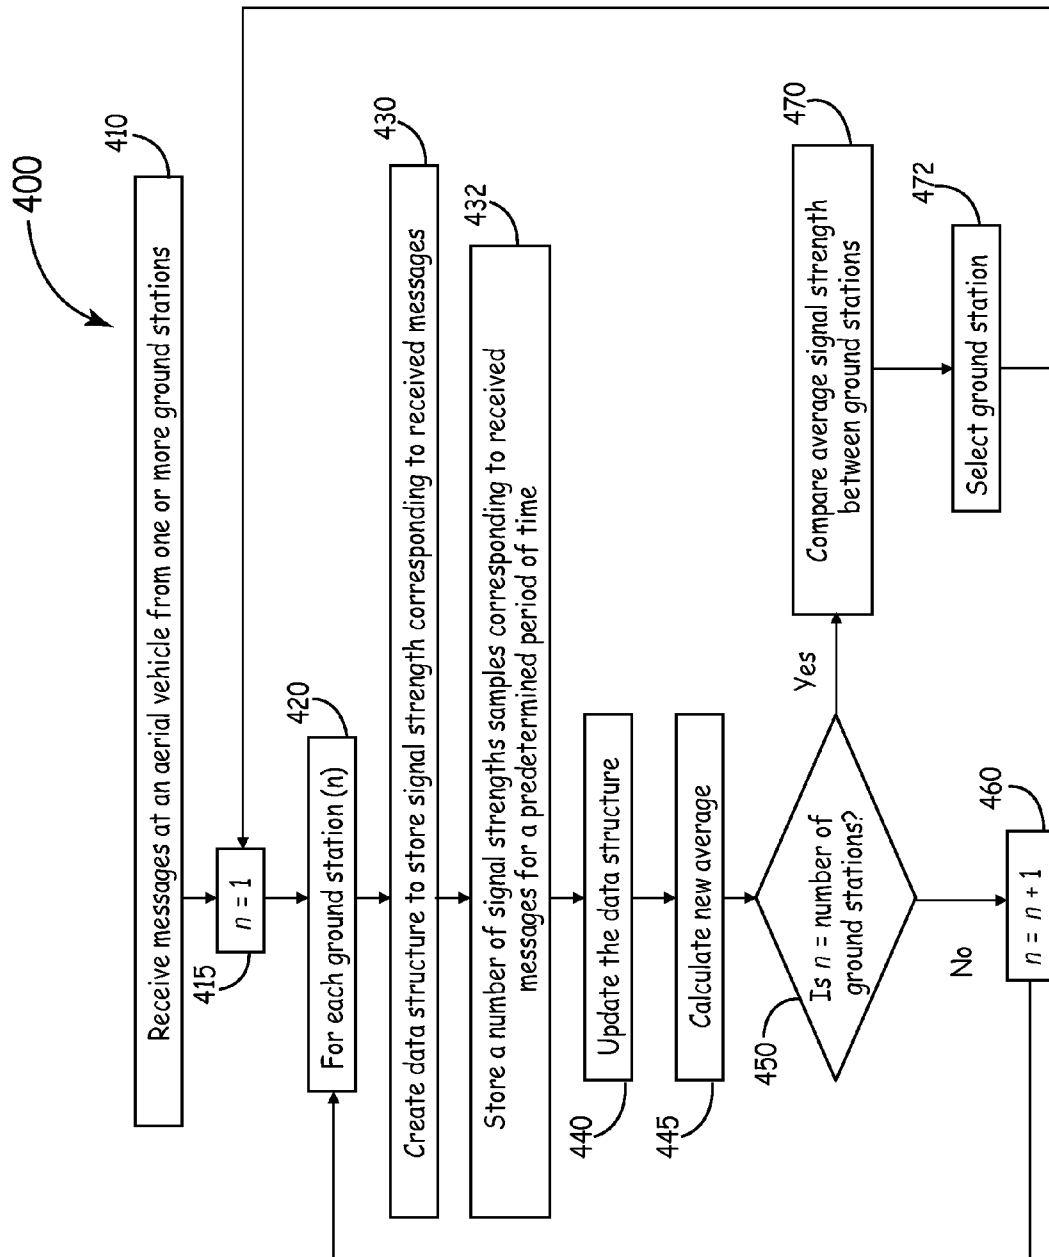 400
Receive messages at an aerial vehicle from one or more ground stations
410
n = 1
415
For each ground station (n)
420
Create data structure to store signal strength corresponding to received messages
430
Store a number of signal strengths samples corresponding to received
messages for a predetermined period of time
432
Update the data structure
440
Calculate new average
445
Is n = number of
ground stations?
450
Yes
No
n = n + 1
460
Compare average signal strength
between ground stations
470
Select ground station
472